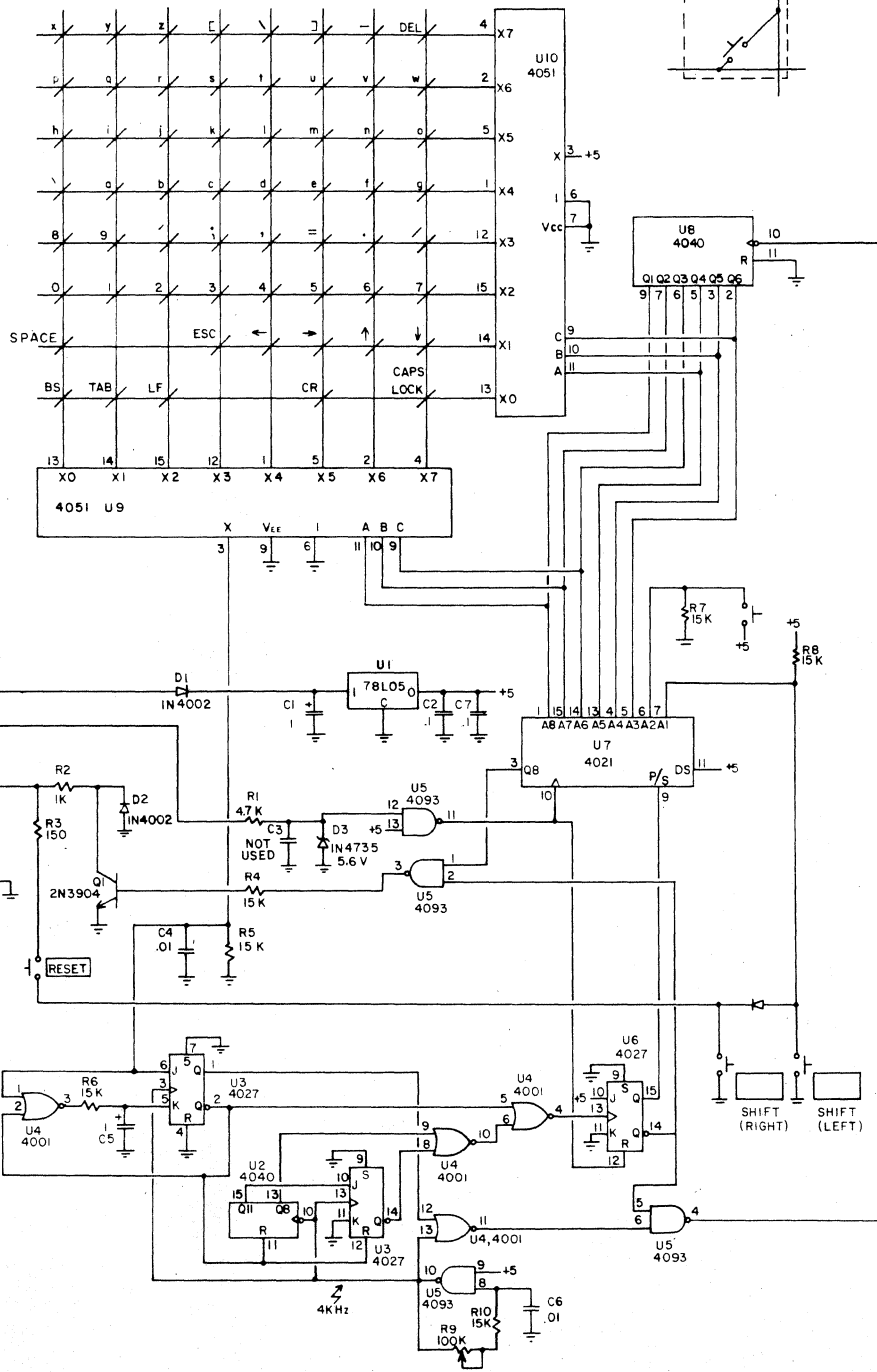 x y z [ \ ] — DEL 4 X7
U10
4051
p q r s t u v w 2 X6
h i j k l m n o 5 X5
X 3 +5
\ a b c d e f g 1 X4
I 6
VCC 7
8 9 ′ ; , = . / 12 X3
U8
4040
10
R 11
0 1 2 3 4 5 6 7 15 X2
Q1 Q2 Q3 Q4 Q5 Q6
9 7 6 5 3 2
SPACE ESC ← → ↑ ↓ 14 X1
C 9
B 10
A 11
BS TAB LF CR CAPS
LOCK 13 X0
13 14 15 12 1 5 2 4
X0 X1 X2 X3 X4 X5 X6 X7
4051 U9
X VEE I A B C
3 9 6 11 10 9
R7
15K
+5
+5
R8
15K
D1
1N4002
C1 +
1
U1
I 78L05 O
C
C2
.1
C7
.1
+5
1 15 14 13 4 5 6 7
A8 A7 A6 A5 A4 A3 A2 A1
U7
4021
3 Q8
P/S
DS 11 +5
10
9
R2
1K
R3
150
D2
1N4002
R1
4.7K
C3
NOT
USED
D3
1N4735
5.6 V
U5
4093
12
+5 13
11
Q1
2N3904
R4
15K
3
1
2
U5
4093
C4
.01
R5
15 K
RESET
7
5
6 J Q 1
3
5 K Q 2
R
4
U3
4027
1
2
3
U4
4001
R6
15K
+
1
C5
U4
4001
5
6
4
U6
4027
9 S
+5 10 J Q 15
13
11 K Q 14
R
12
SHIFT
(RIGHT)
SHIFT
(LEFT)
9
8
10
U4
4001
U2
4040
15 13
Q11 Q8 10
R
11
9
S
10 J
13
11 K Q 14
12 R
U3
4027
12
13
11
U4,4001
5
6
4
U5
4093
4KHz
10
9 +5
8
U5
4093
R10
15K
C6
.01
R9
100K